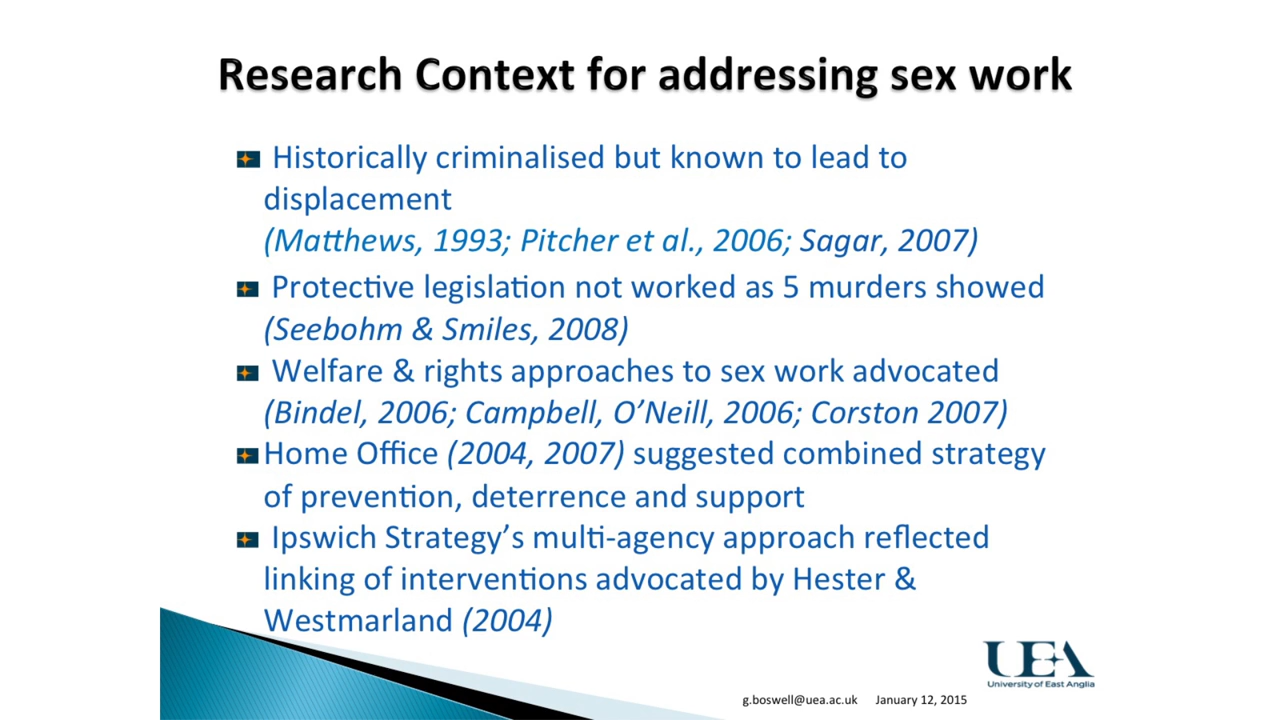 Research Context for addressing sex work
Historically criminalised but known to lead to
displacement
(Matthews, 1993; Pitcher et al., 2006; Sagar, 2007)
Protective legislation not worked as 5 murders showed
(Seebohm & Smiles, 2008)
Welfare & rights approaches to sex work advocated
(Bindel, 2006; Campbell, O’Neill, 2006; Corston 2007)
Home Office (2004, 2007) suggested combined strategy
of prevention, deterrence and support
Ipswich Strategy’s multi-agency approach reflected
linking of interventions advocated by Hester &
Westmarland (2004)
UEA
University of East Anglia
g.boswell@uea.ac.uk January 12, 2015